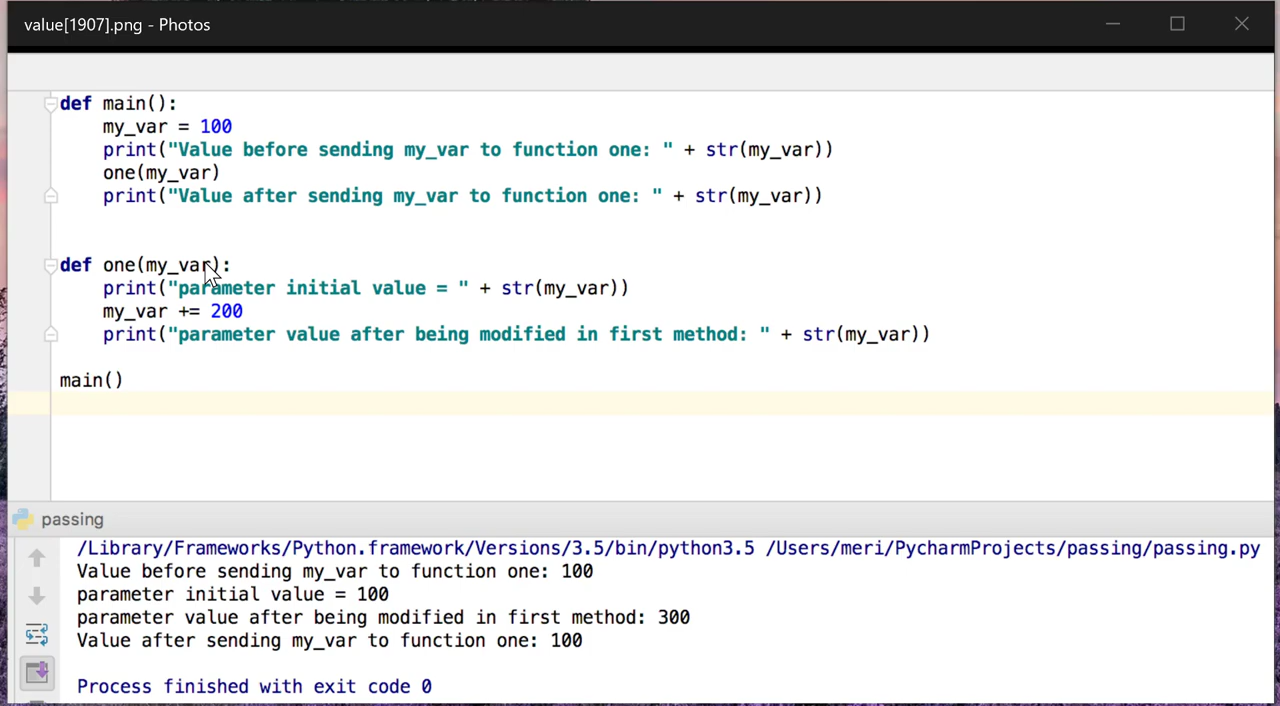 value[1907].png - Photos
def main():
my_var = 100
print("Value before sending my_var to function one: " + str(my_var))
one(my_var)
print("Value after sending my_var to function one: " + str(my_var))
def one(my_var):
print("parameter initial value = " + str(my_var))
my_var += 200
print("parameter value after being modified in first method: " + str(my_var))
main()
passing
/Library/Frameworks/Python.framework/Versions/3.5/bin/python3.5 /Users/meri/PycharmProjects/passing/passing.py
Value before sending my_var to function one: 100
parameter initial value = 100
parameter value after being modified in first method: 300
Value after sending my_var to function one: 100
Process finished with exit code 0